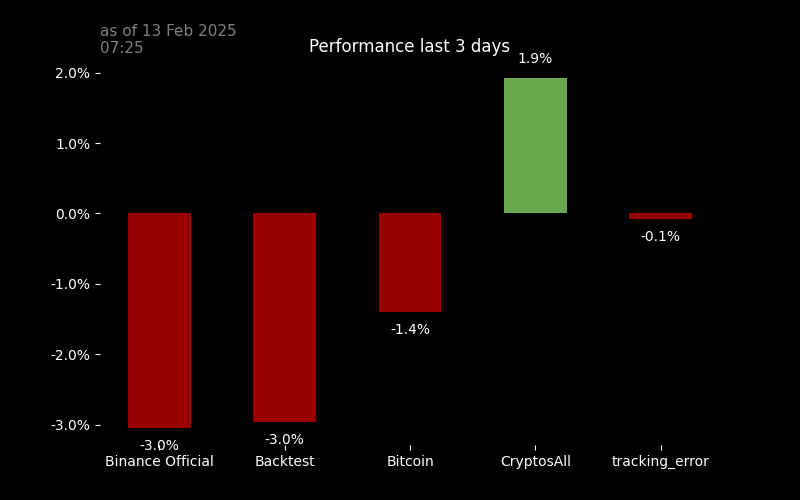 as of 13 Feb 2025
07:25
Performance last 3 days
1.9%
2.0%
1.0%
0.0%
-0.1%
-1.0%
-1.4%
-2.0%
-3.0%
-3.0%
-3.0%
Binance Official
Backtest
Bitcoin
CryptosAll
tracking_error